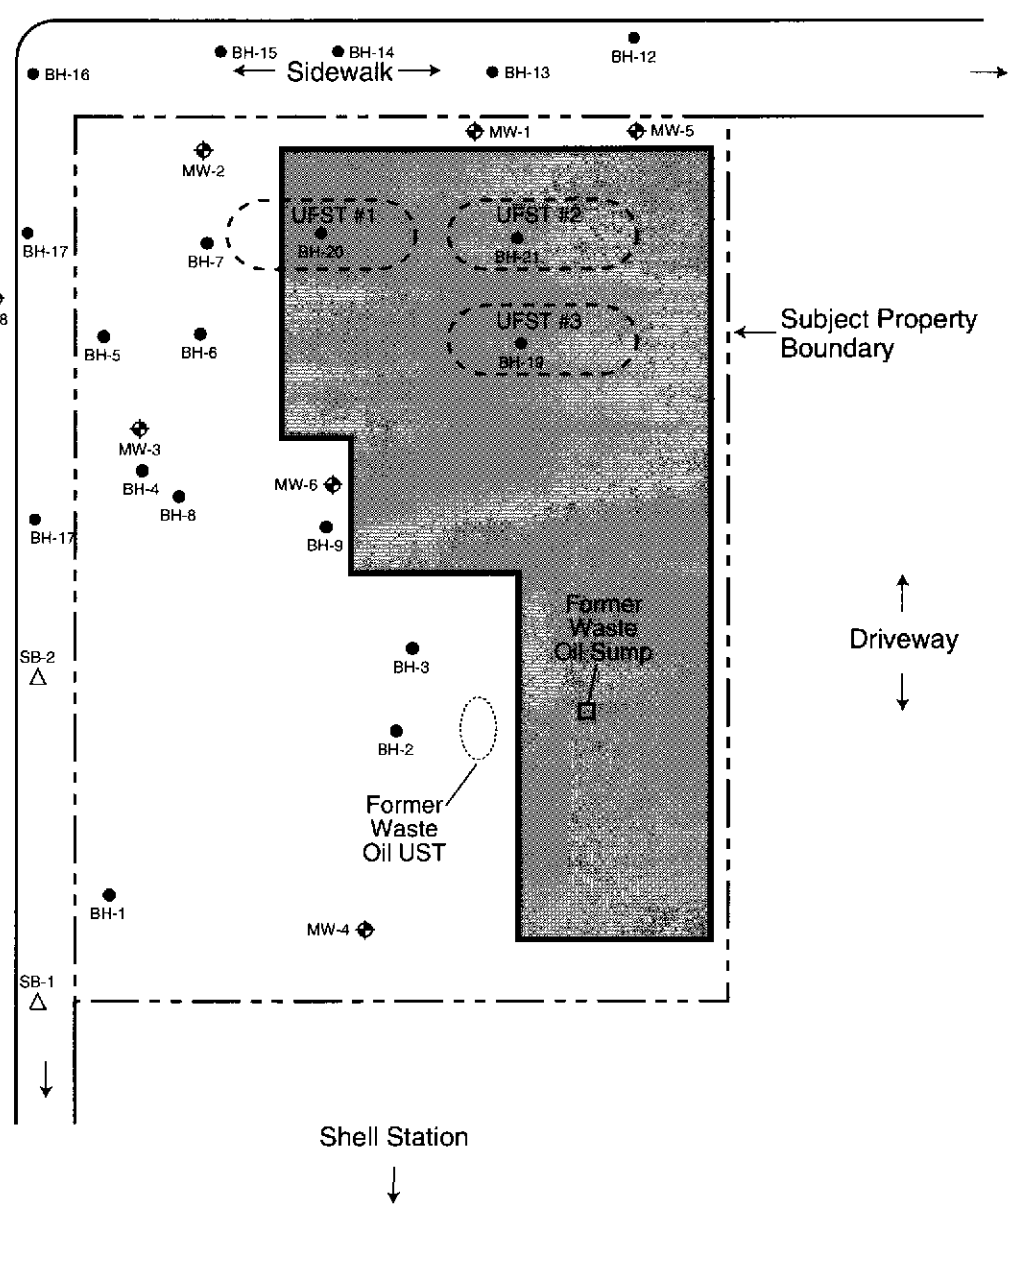 BH-15
BH-14
BH-12
BH-16
Sidewalk
BH-13
MW-1
MW-5
MW-2
UFST #1
UFST #2
BH-17
BH-7
BH-20
BH-21
8
UFST #3
Subject Property
Boundary
BH-5
BH-6
BH-19
MW-3
BH-4
MW-6
BH-8
BH-17
BH-9
Former
Waste
Oil Sump
Driveway
SB-2
BH-3
BH-2
Former
Waste
Oil UST
BH-1
MW-4
SB-1
Shell Station